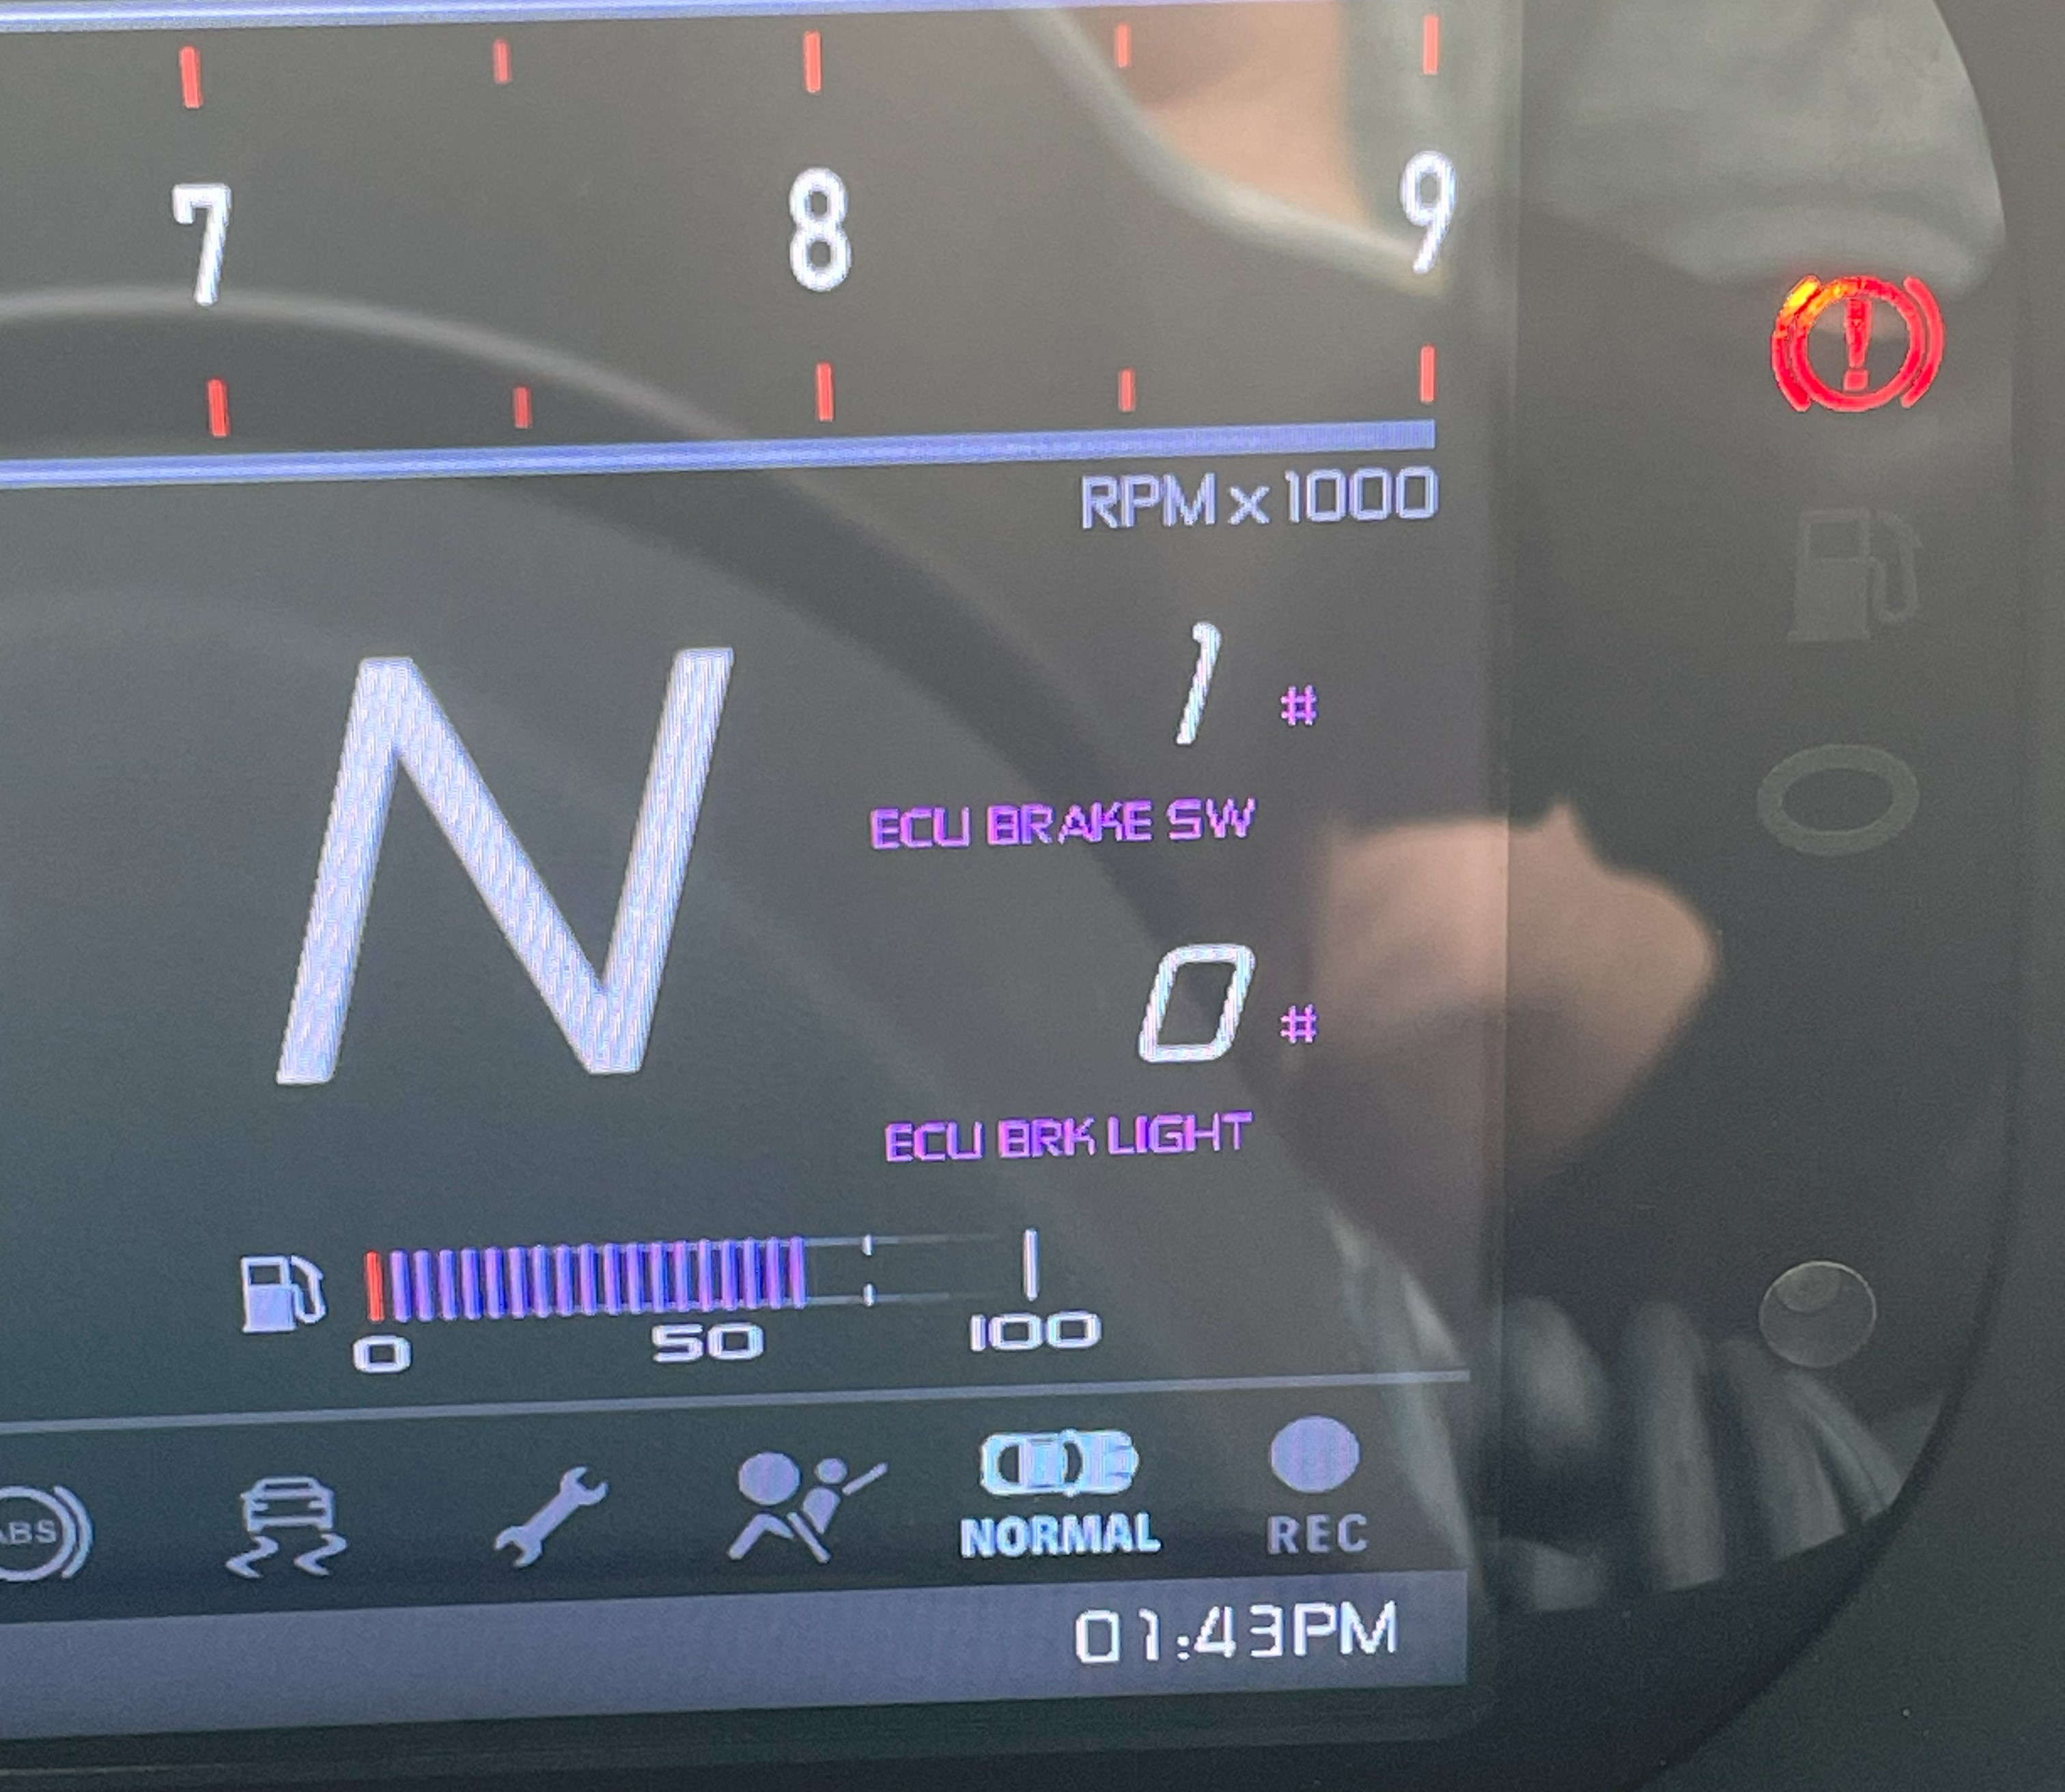 7 8 9
RPM x 1000
N
1 #
ECU BRAKE SW
0 #
ECU BRK LIGHT
0 50 100
ABS
NORMAL
REC
01:43PM